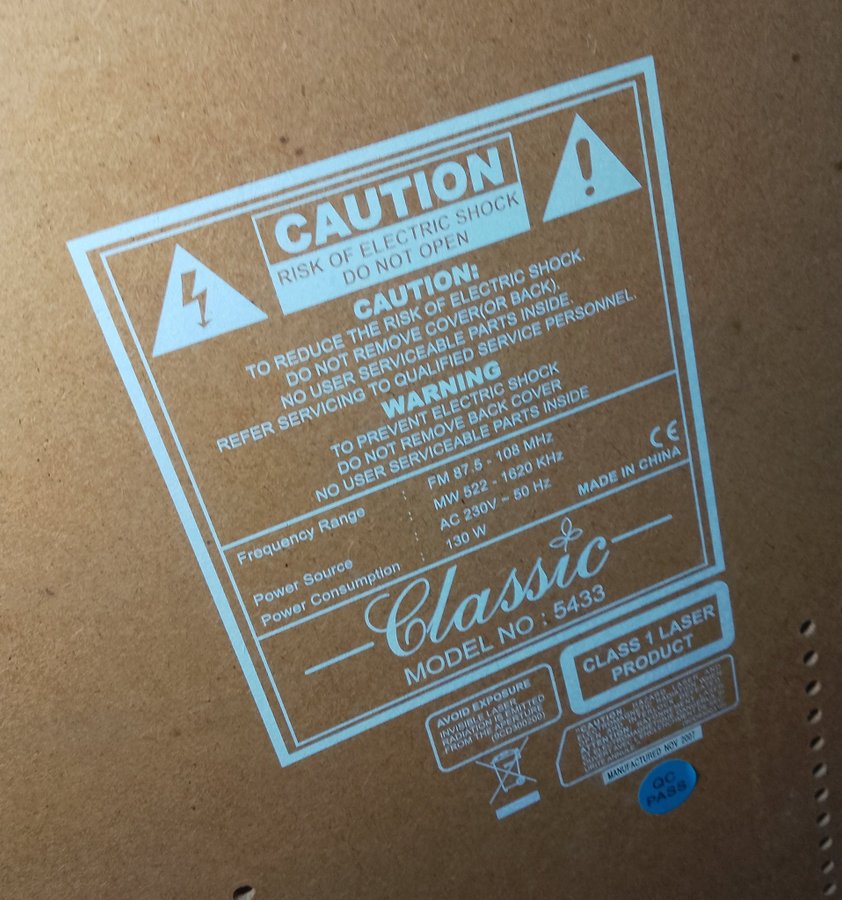 CAUTION
RISK OF ELECTRIC SHOCK
DO NOT OPEN
CAUTION:
TO REDUCE THE RISK OF ELECTRIC SHOCK.
DO NOT REMOVE COVER(OR BACK).
NO USER SERVICEABLE PARTS INSIDE.
REFER SERVICING TO QUALIFIED SERVICE PERSONNEL.
WARNING
TO PREVENT ELECTRIC SHOCK
DO NOT REMOVE BACK COVER
NO USER SERVICEABLE PARTS INSIDE
Frequency Range : FM 87.5 - 108 MHz
: MW 522 - 1620 KHz
Power Source : AC 230V ~ 50 Hz
Power Consumption : 130 W
CE
MADE IN CHINA
Classic
MODEL NO : 5433
CLASS 1 LASER
PRODUCT
AVOID EXPOSURE
INVISIBLE LASER
RADIATION IS EMITTED
FROM THE APERTURE
CAUTION
MANUFACTURED NOV 2007
QC
PASS